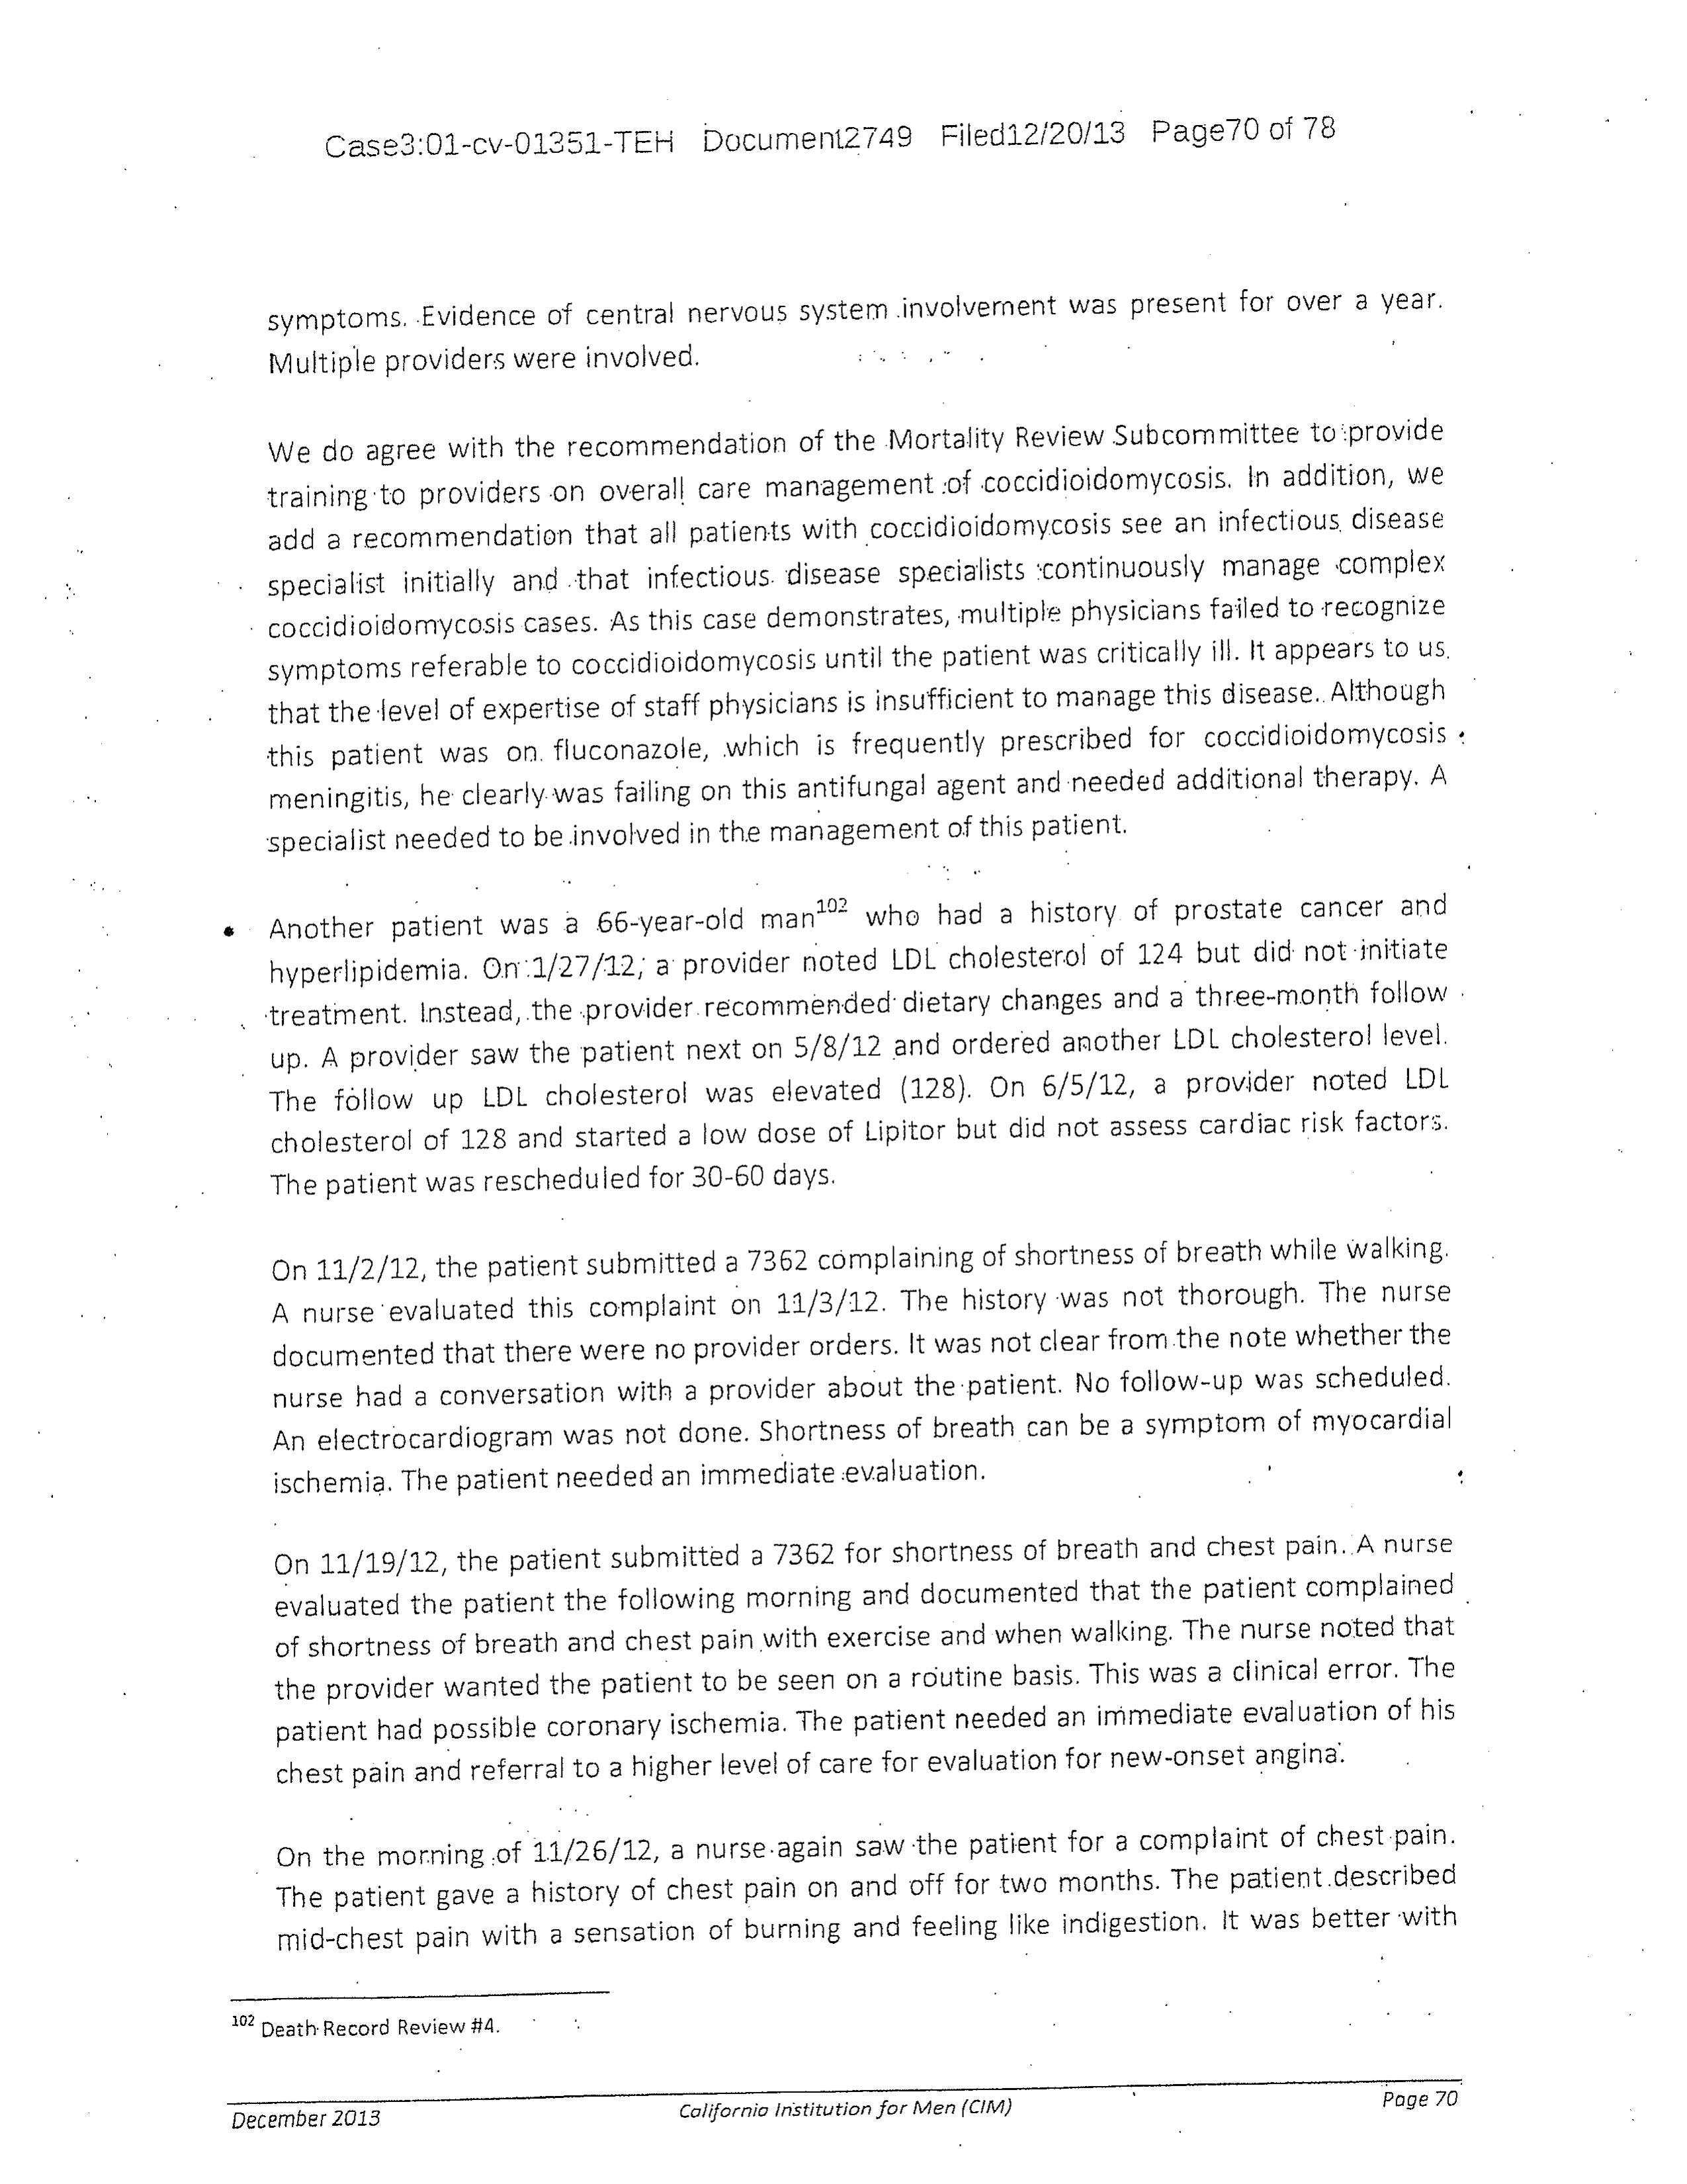 Case3:01-cv-01351-TEH Document2749 Filed12/20/13 Page70 of 78
symptoms. Evidence of central nervous system involvement was present for over a year.
Multiple providers were involved.
We do agree with the recommendation of the Mortality Review Subcommittee to provide
training to providers on overall care management of coccidioidomycosis. In addition, we
add a recommendation that all patients with coccidioidomycosis see an infectious disease
specialist initially and that infectious disease specialists continuously manage complex
coccidioidomycosis cases. As this case demonstrates, multiple physicians failed to recognize
symptoms referable to coccidioidomycosis until the patient was critically ill. It appears to us
that the level of expertise of staff physicians is insufficient to manage this disease. Although
this patient was on fluconazole, which is frequently prescribed for coccidioidomycosis
meningitis, he clearly was failing on this antifungal agent and needed additional therapy. A
specialist needed to be involved in the management of this patient.
• Another patient was a 66-year-old man102 who had a history of prostate cancer and
hyperlipidemia. On 1/27/12, a provider noted LDL cholesterol of 124 but did not initiate
treatment. Instead, the provider recommended dietary changes and a three-month follow
up. A provider saw the patient next on 5/8/12 and ordered another LDL cholesterol level.
The follow up LDL cholesterol was elevated (128). On 6/5/12, a provider noted LDL
cholesterol of 128 and started a low dose of Lipitor but did not assess cardiac risk factors.
The patient was rescheduled for 30-60 days.
On 11/2/12, the patient submitted a 7362 complaining of shortness of breath while walking.
A nurse evaluated this complaint on 11/3/12. The history was not thorough. The nurse
documented that there were no provider orders. It was not clear from the note whether the
nurse had a conversation with a provider about the patient. No follow-up was scheduled.
An electrocardiogram was not done. Shortness of breath can be a symptom of myocardial
ischemia. The patient needed an immediate evaluation.
On 11/19/12, the patient submitted a 7362 for shortness of breath and chest pain. A nurse
evaluated the patient the following morning and documented that the patient complained
of shortness of breath and chest pain with exercise and when walking. The nurse noted that
the provider wanted the patient to be seen on a routine basis. This was a clinical error. The
patient had possible coronary ischemia. The patient needed an immediate evaluation of his
chest pain and referral to a higher level of care for evaluation for new-onset angina.
On the morning of 11/26/12, a nurse again saw the patient for a complaint of chest pain.
The patient gave a history of chest pain on and off for two months. The patient described
mid-chest pain with a sensation of burning and feeling like indigestion. It was better with
102 Death Record Review #4.
December 2013 California Institution for Men (CIM) Page 70